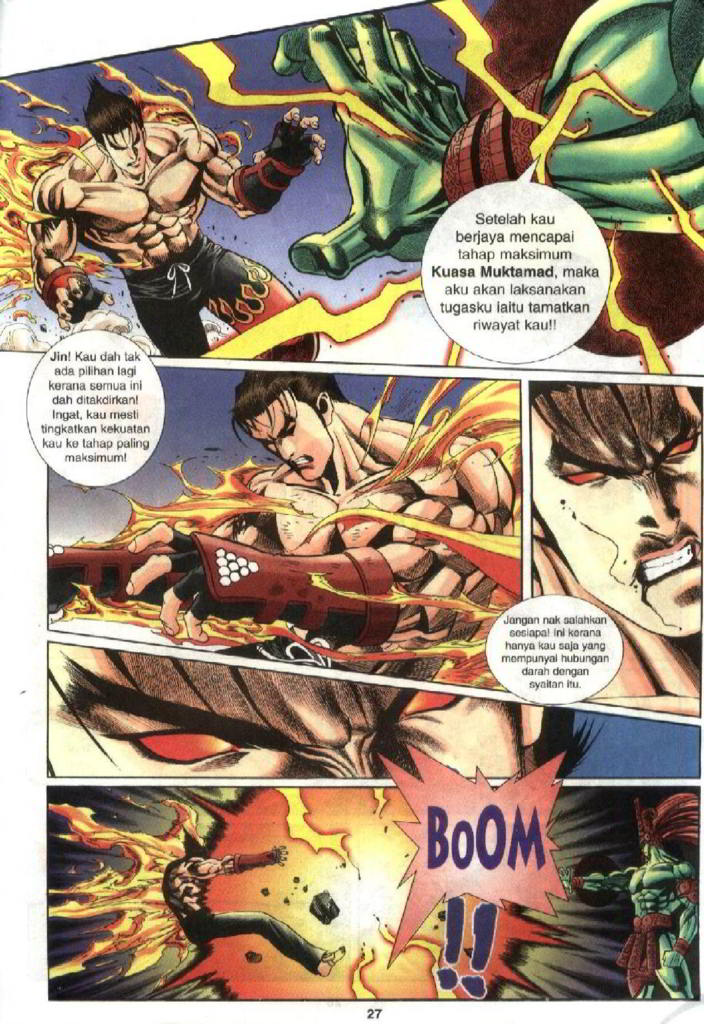 Setelah kau
berjaya mencapai
tahap maksimum
Kuasa Muktamad, maka
aku akan laksanakan
tugasku iaitu tamatkan
riwayat kau!!
Jin! Kau dah tak
ada pilihan lagi
kerana semua ini
dah ditakdirkan!
Ingat, kau mesti
tingkatkan kekuatan
kau ke tahap paling
maksimum!
Jangan nak salahkan
sesiapa! Ini kerana
hanya kau saja yang
mempunyai hubungan
darah dengan
syaitan itu.
BOOM
!!
27